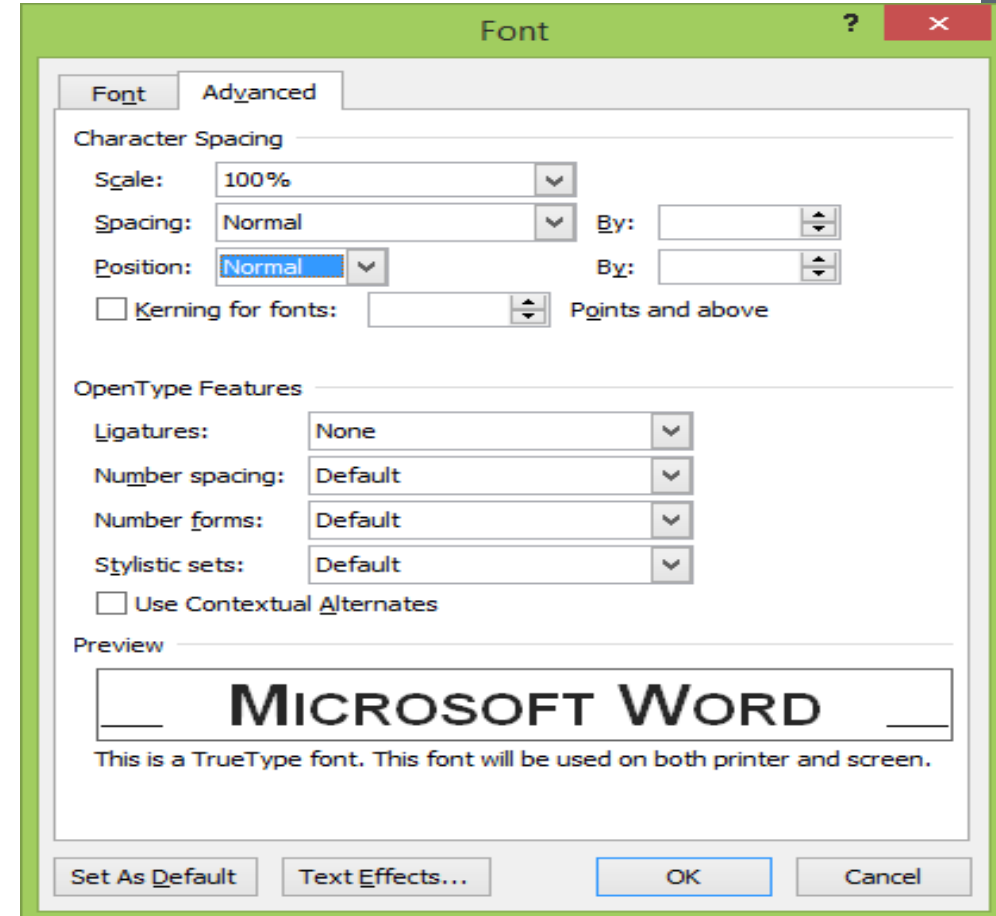 Font ?
Font Advanced
Character Spacing
Scale: 100%
Spacing: Normal By:
Position: Normal By:
Kerning for fonts: Points and above
OpenType Features
Ligatures: None
Number spacing: Default
Number forms: Default
Stylistic sets: Default
Use Contextual Alternates
Preview
MICROSOFT WORD
This is a TrueType font. This font will be used on both printer and screen.
Set As Default Text Effects... OK Cancel